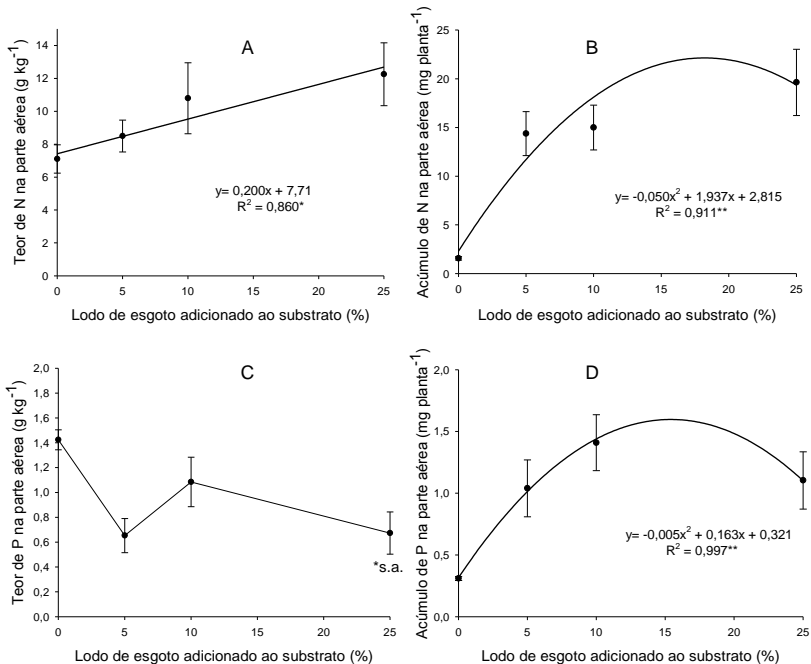 A
Teor de N na parte aérea (g kg-1)
14
12
10
8
6
4
2
0
y= 0,200x + 7,71
R2 = 0,860*
0 5 10 15 20 25
Lodo de esgoto adicionado ao substrato (%)
B
Acúmulo de N na parte aérea (mg planta-1)
25
20
15
10
5
0
y= -0,050x2 + 1,937x + 2,815
R2 = 0,911**
0 5 10 15 20 25
Lodo de esgoto adicionado ao substrato (%)
C
Teor de P na parte aérea (g kg-1)
2,0
1,8
1,6
1,4
1,2
1,0
0,8
0,6
0,4
0,2
0,0
*s.a.
0 5 10 15 20 25
Lodo de esgoto adicionado ao substrato (%)
D
Acúmulo de P na parte aérea (mg planta-1)
2,0
1,5
1,0
0,5
0,0
y= -0,005x2 + 0,163x + 0,321
R2 = 0,997**
0 5 10 15 20 25
Lodo de esgoto adicionado ao substrato (%)